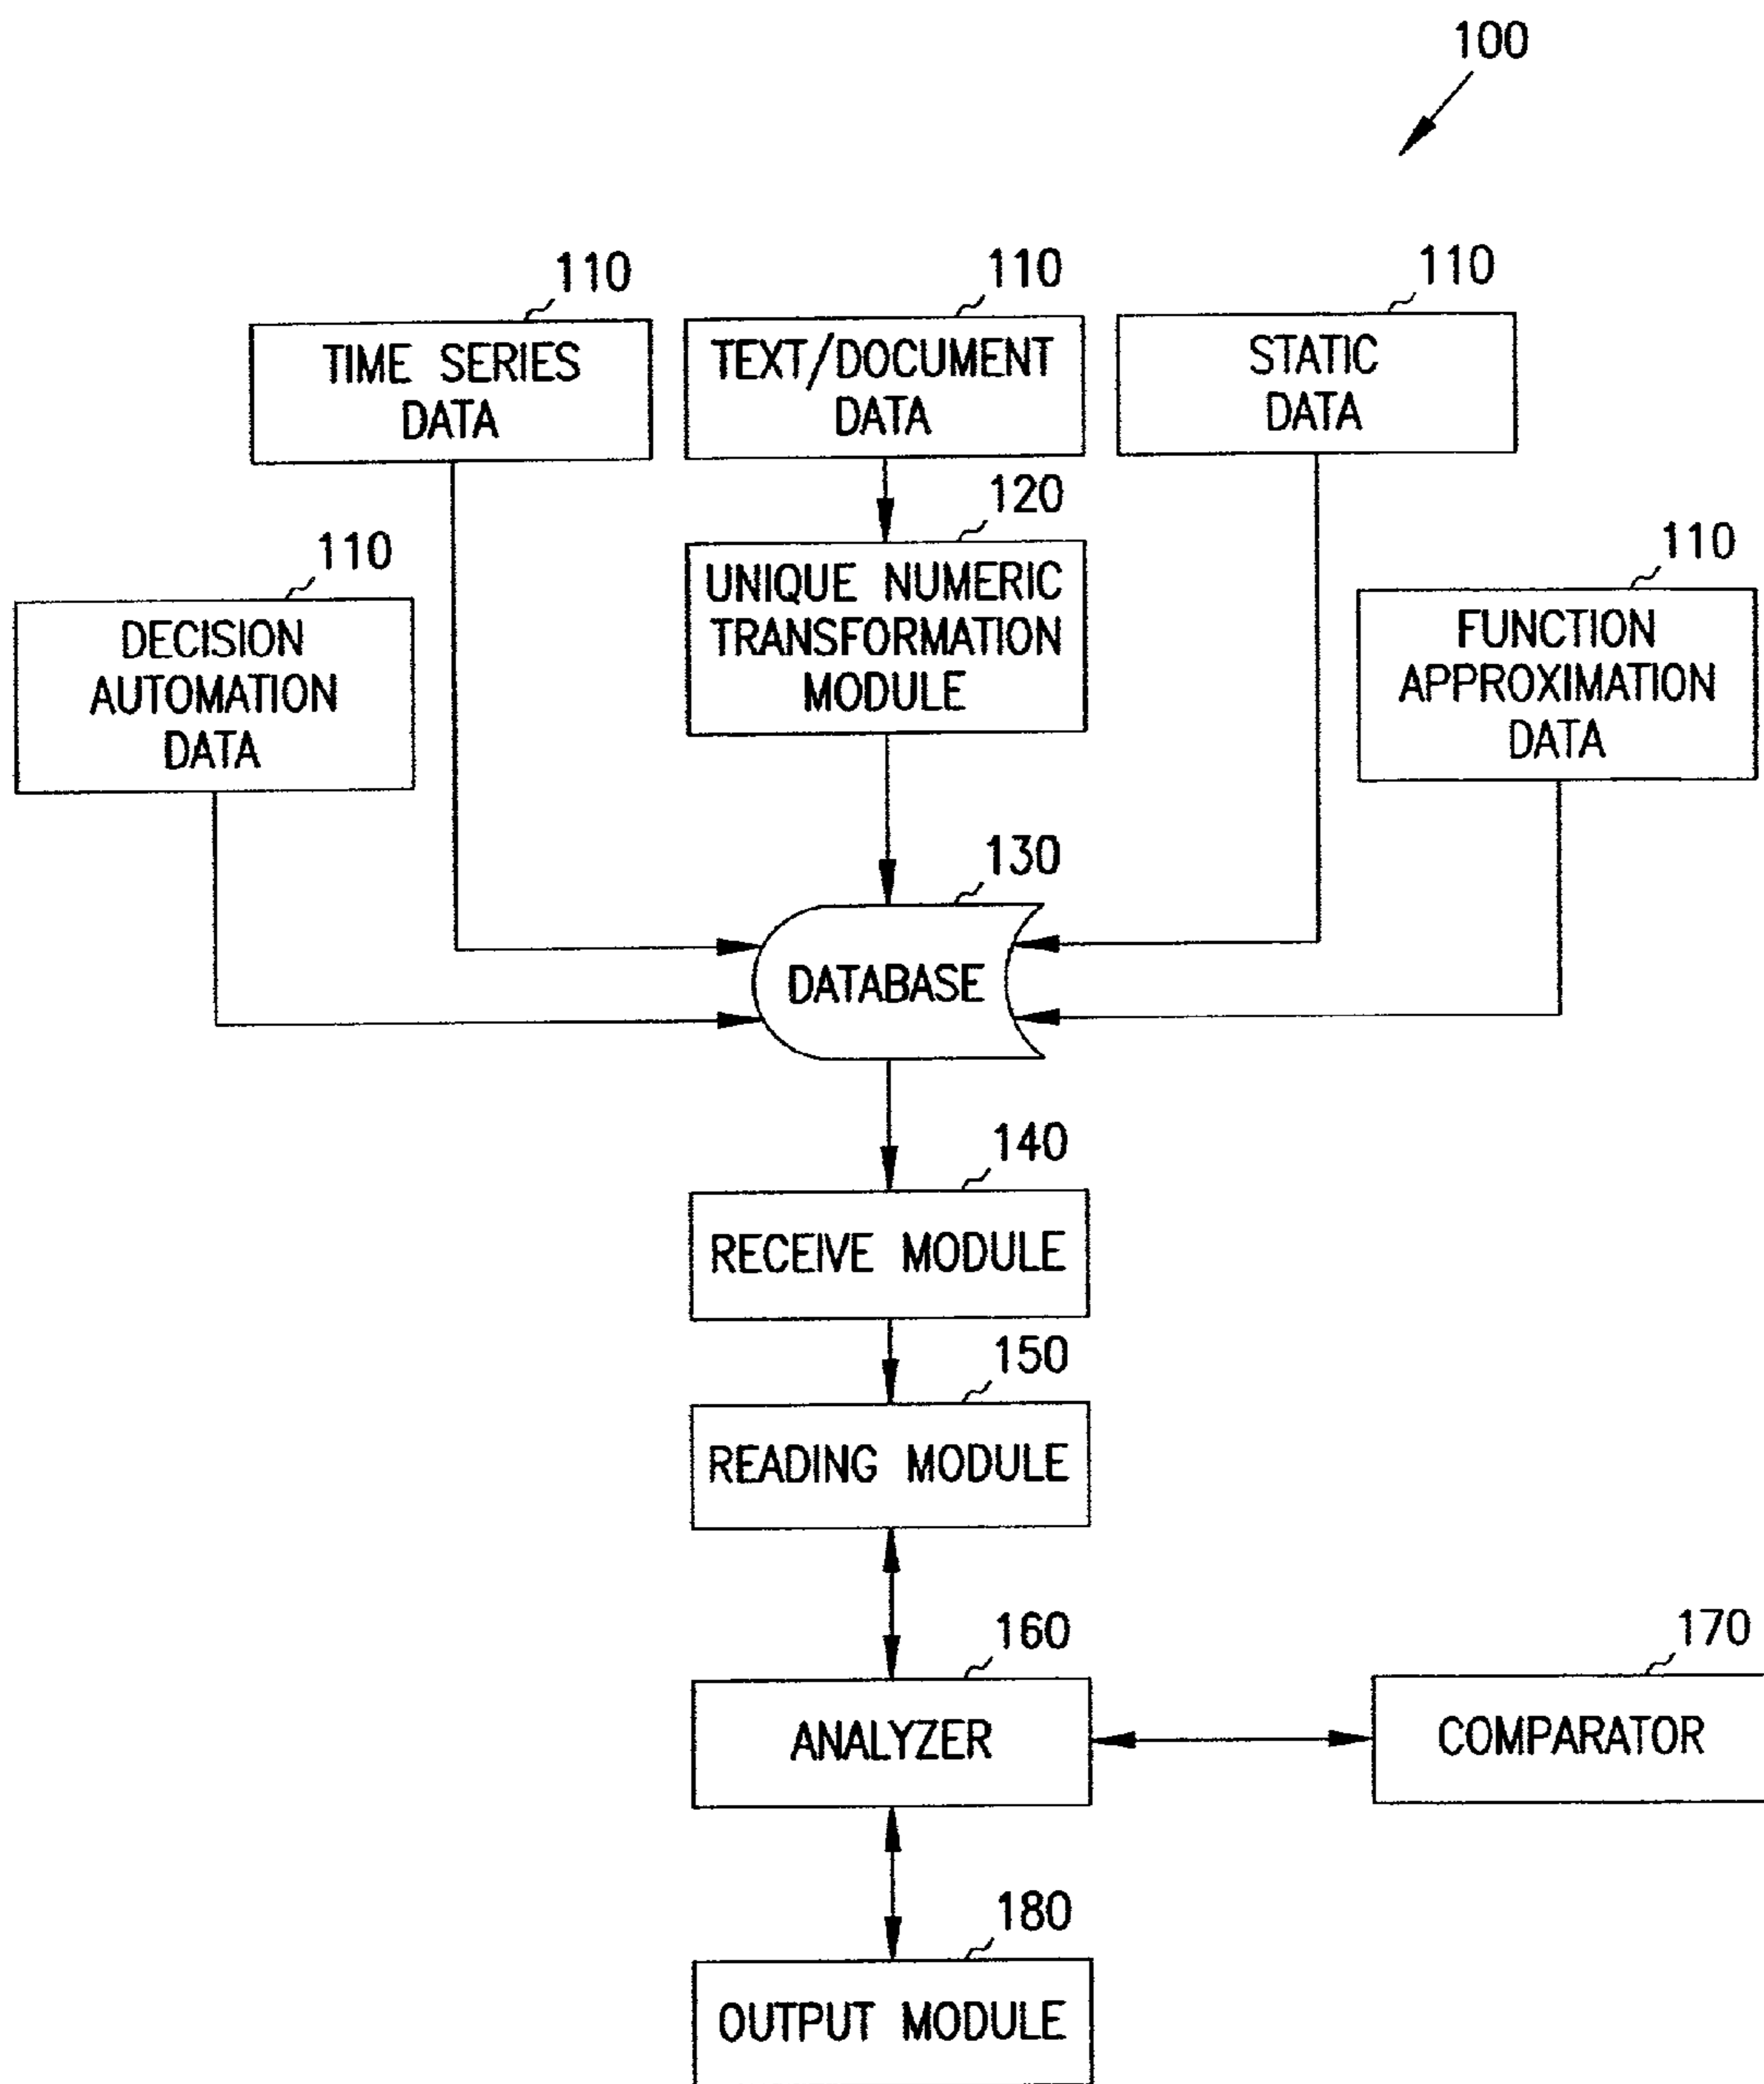 100
110
TIME SERIES
DATA
110
TEXT/DOCUMENT
DATA
110
STATIC
DATA
110
DECISION
AUTOMATION
DATA
120
UNIQUE NUMERIC
TRANSFORMATION
MODULE
110
FUNCTION
APPROXIMATION
DATA
130
DATABASE
140
RECEIVE MODULE
150
READING MODULE
160
ANALYZER
170
COMPARATOR
180
OUTPUT MODULE